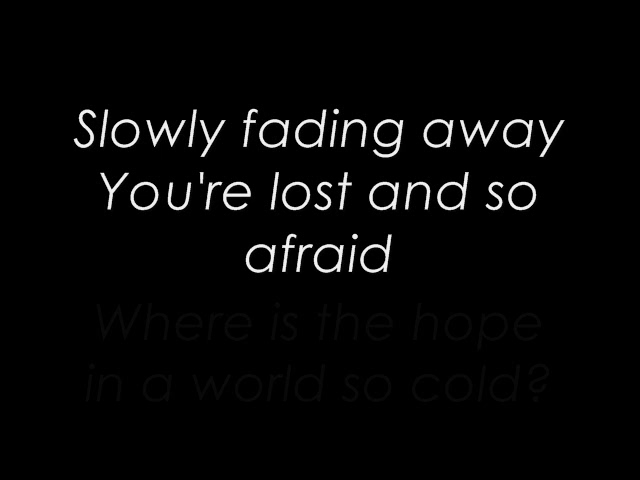 Slowly fading away
You're lost and so
afraid
Where is the hope
in a world so cold?